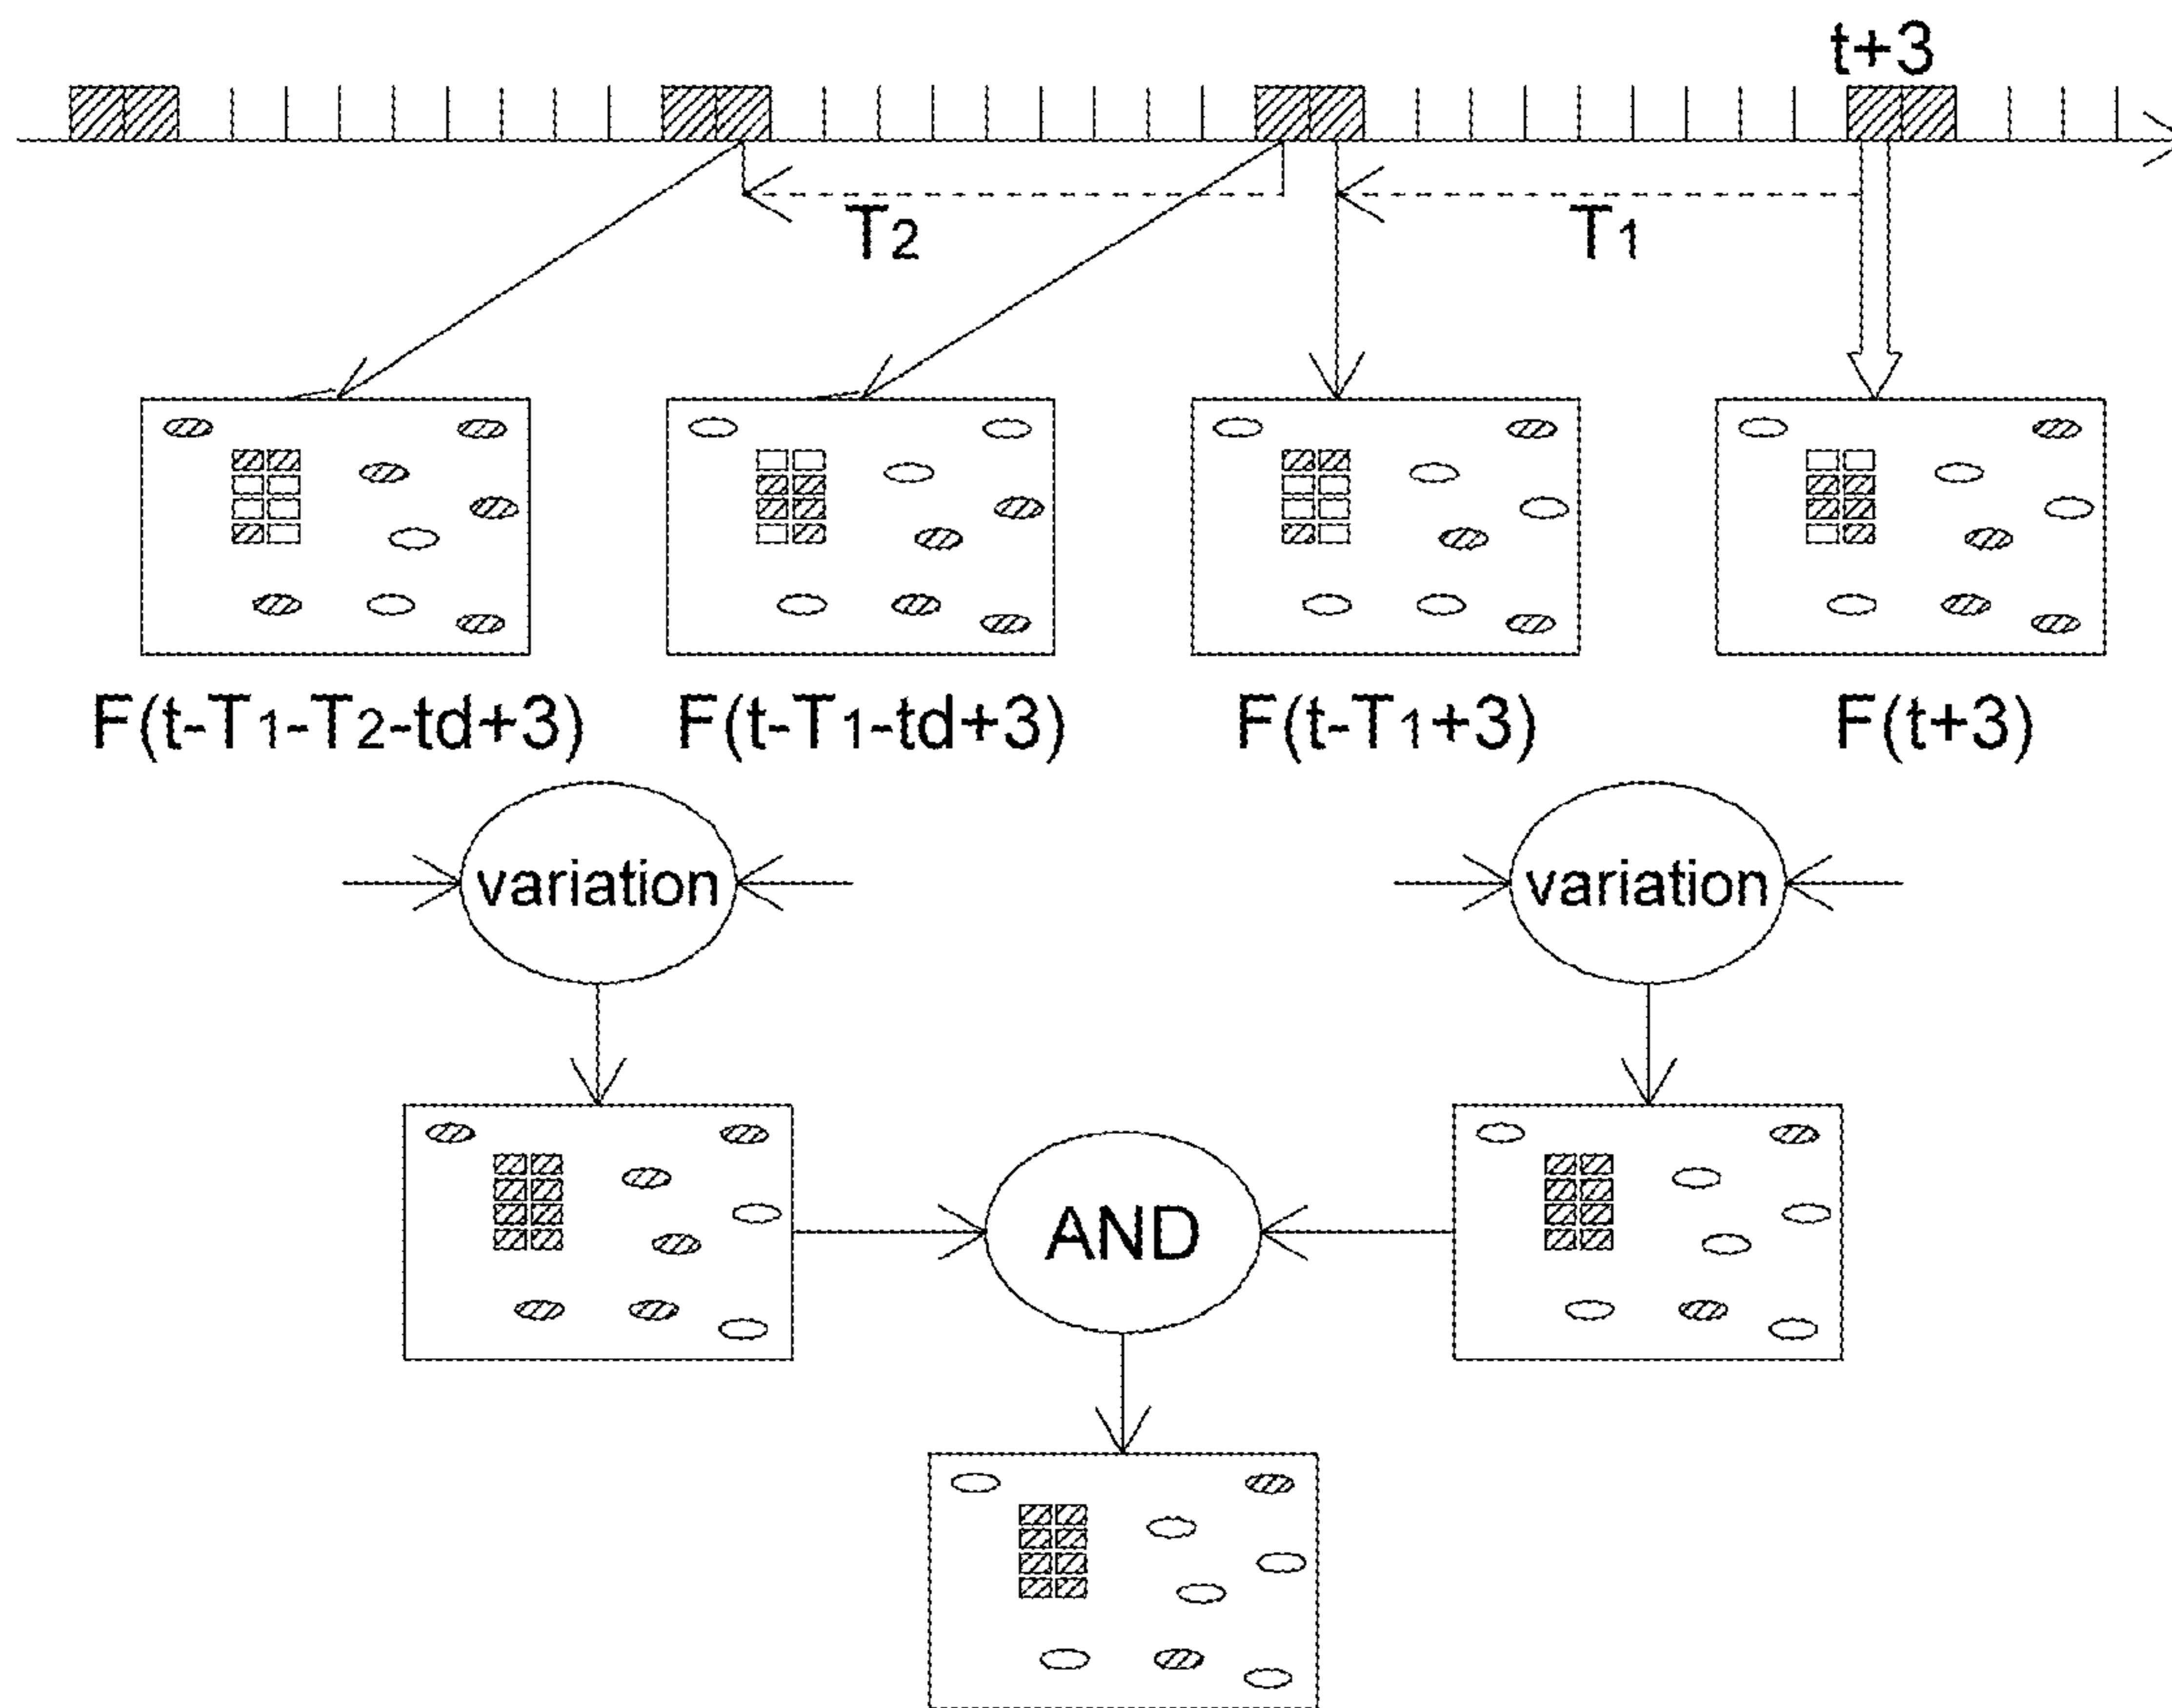 t+3
T2 T1
F(t-T1-T2-td+3) F(t-T1-td+3) F(t-T1+3) F(t+3)
variation variation
AND